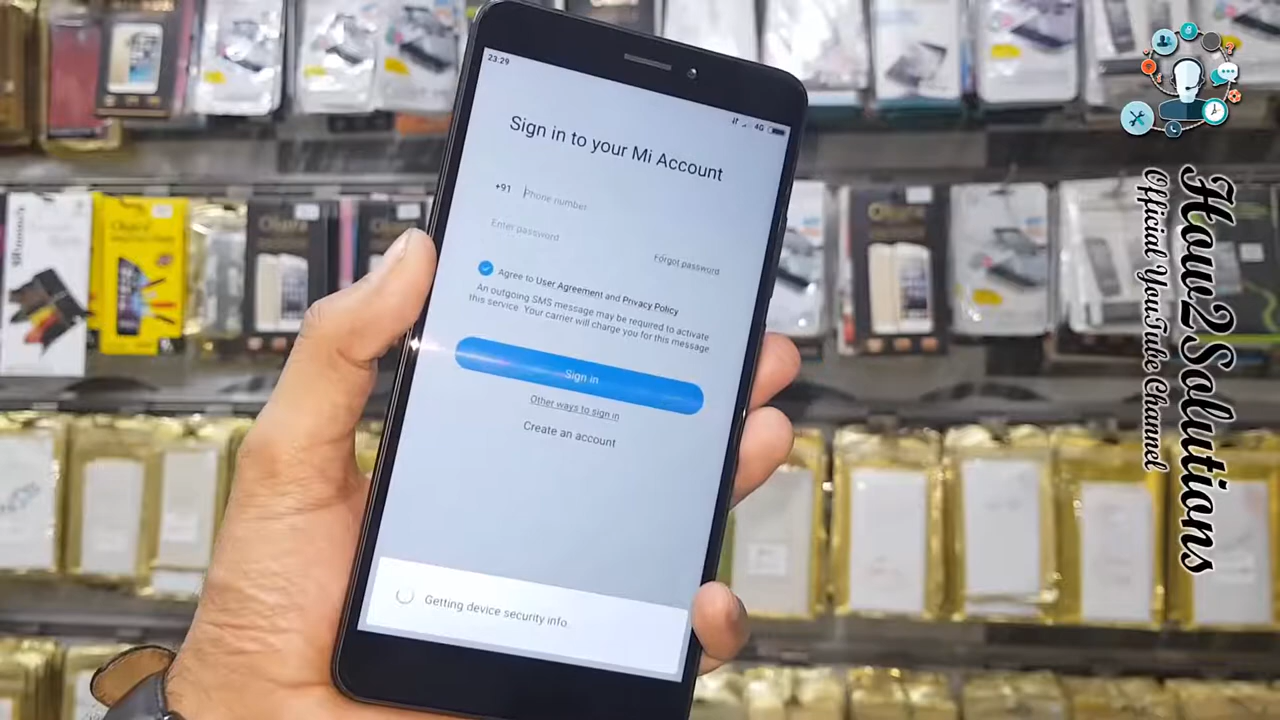 23:29
4G
Sign in to your Mi Account
+91 Phone number
Enter password
Forgot password
Agree to User Agreement and Privacy Policy
An outgoing SMS message may be required to activate
this service. Your carrier will charge you for this message
Sign in
Other ways to sign in
Create an account
Getting device security info
How2Solutions
Official YouTube Channel